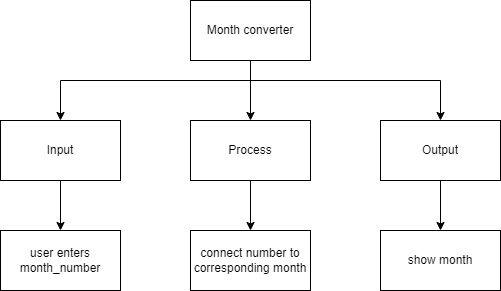 Month converter
Input
Process
Output
user enters
month_number
connect number to
corresponding month
show month